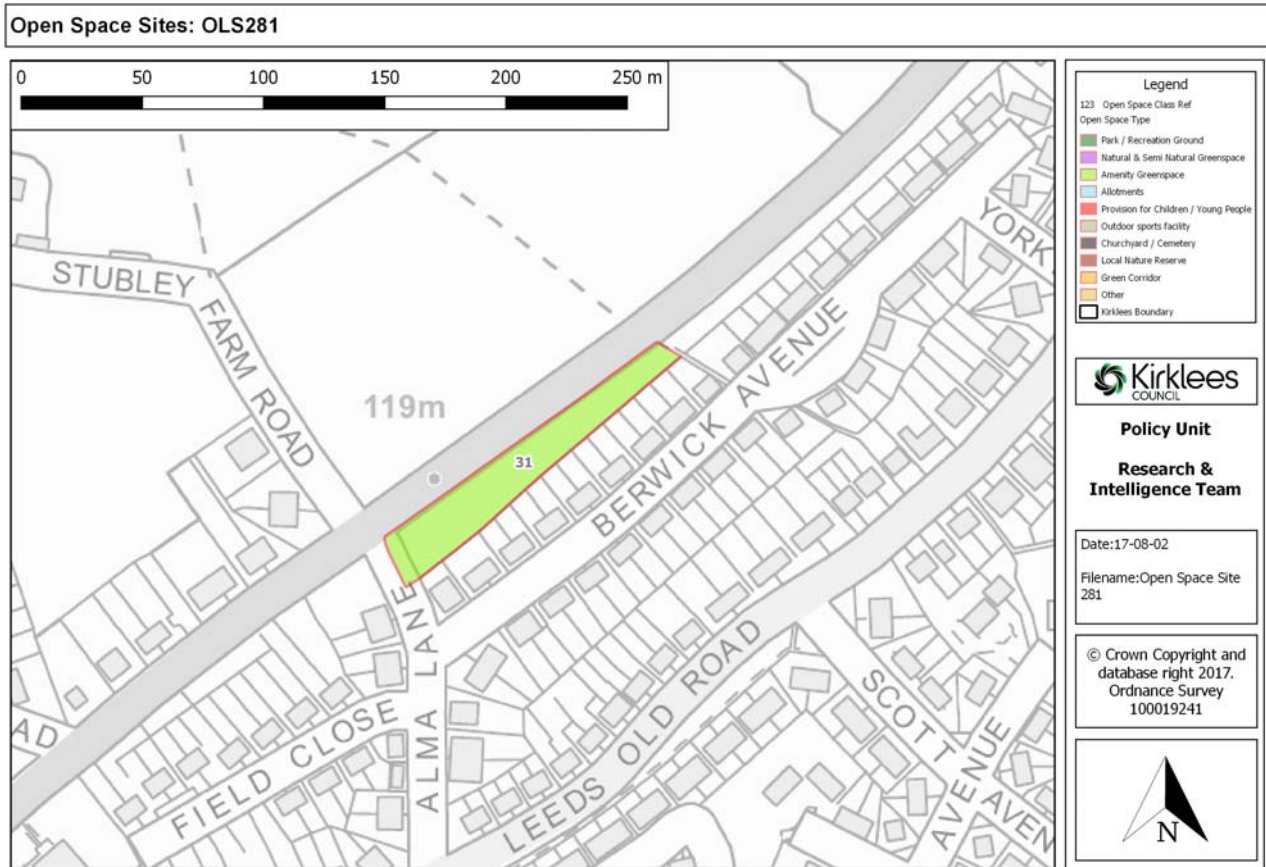 Open Space Sites: OLS281
0 50 100 150 200 250 m
STUBLEY
FARM ROAD
119m
31
BERWICK AVENUE
YORK
ALMA LANE
FIELD CLOSE
LEEDS OLD ROAD
SCOTT
AVENUE
AVEN
AD
Legend
123 Open Space Class Ref
Open Space Type
Park / Recreation Ground
Natural & Semi Natural Greenspace
Amenity Greenspace
Allotments
Provision for Children / Young People
Outdoor sports facility
Churchyard / Cemetery
Local Nature Reserve
Green Corridor
Other
Kirklees Boundary
Kirklees
COUNCIL
Policy Unit
Research &
Intelligence Team
Date:17-08-02
Filename:Open Space Site
281
© Crown Copyright and
database right 2017.
Ordnance Survey
100019241
N